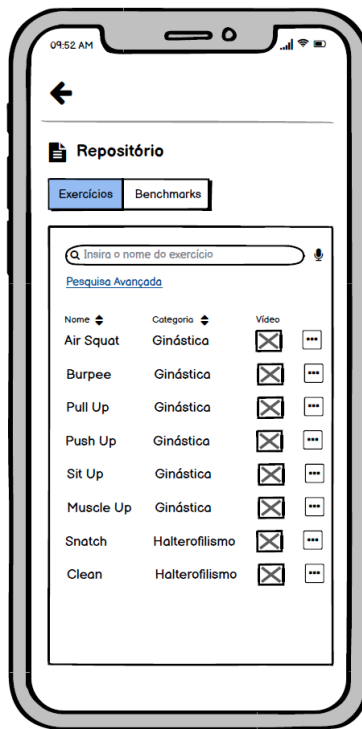 09:52 AM
Repositório
Exercícios Benchmarks
Insira o nome do exercício
Pesquisa Avançada
Nome Categoria Vídeo
Air Squat Ginástica
Burpee Ginástica
Pull Up Ginástica
Push Up Ginástica
Sit Up Ginástica
Muscle Up Ginástica
Snatch Halterofilismo
Clean Halterofilismo